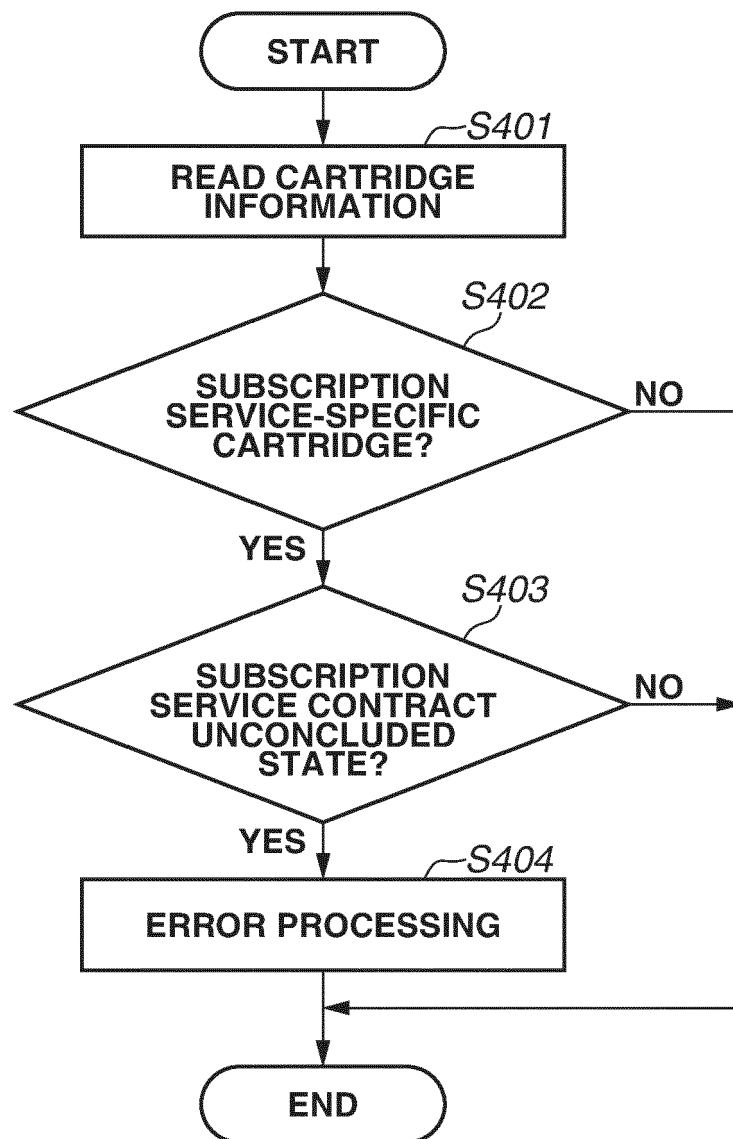 START
S401
READ CARTRIDGE
INFORMATION
S402
SUBSCRIPTION
SERVICE-SPECIFIC
CARTRIDGE?
NO
YES
S403
SUBSCRIPTION
SERVICE CONTRACT
UNCONCLUDED
STATE?
NO
YES
S404
ERROR PROCESSING
END